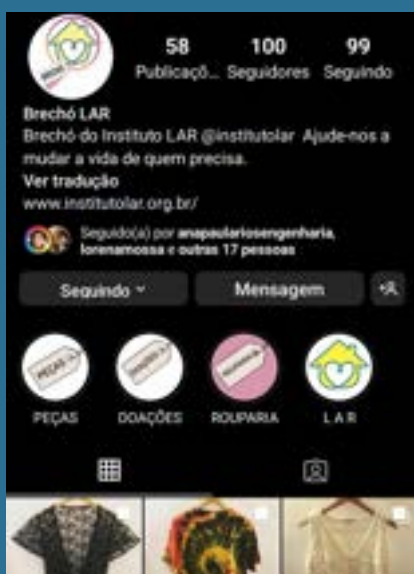 58 100 99
Publicaçõ... Seguidores Seguindo
Brechó LAR
Brechó do Instituto LAR @institutolar Ajude-nos a
mudar a vida de quem precisa.
Ver tradução
www.institutolar.org.br/
Seguido(a) por anapaulariosengenharia,
lorenamossa e outras 17 pessoas
Seguindo Mensagem
PEÇAS
PEÇAS DOAÇÕES ROUPARIA L A R